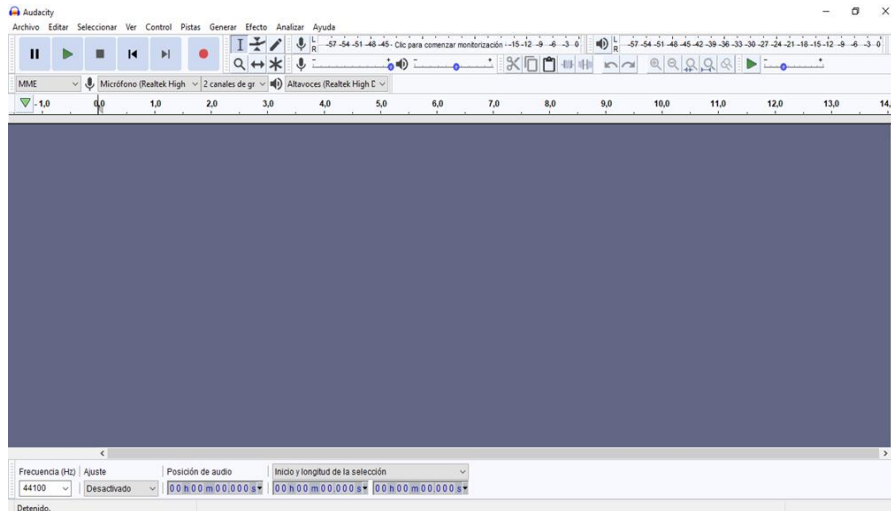 Audacity
Archivo Editar Seleccionar Ver Control Pistas Generar Efecto Analizar Ayuda
L R -57 -54 -51 -48 -45 - Clic para comenzar monitorización -15 -12 -9 -6 -3 0 L R -57 -54 -51 -48 -45 -42 -39 -36 -33 -30 -27 -24 -21 -18 -15 -12 -9 -6 -3 0
MME Micrófono (Realtek High 2 canales de gr Altavoces (Realtek High D
-1,0 0,0 1,0 2,0 3,0 4,0 5,0 6,0 7,0 8,0 9,0 10,0 11,0 12,0 13,0 14,
Frecuencia (Hz) Ajuste Posición de audio Inicio y longitud de la selección
44100 Desactivado 00 h 00 m 00,000 s 00 h 00 m 00,000 s 00 h 00 m 00,000 s
Detenido.